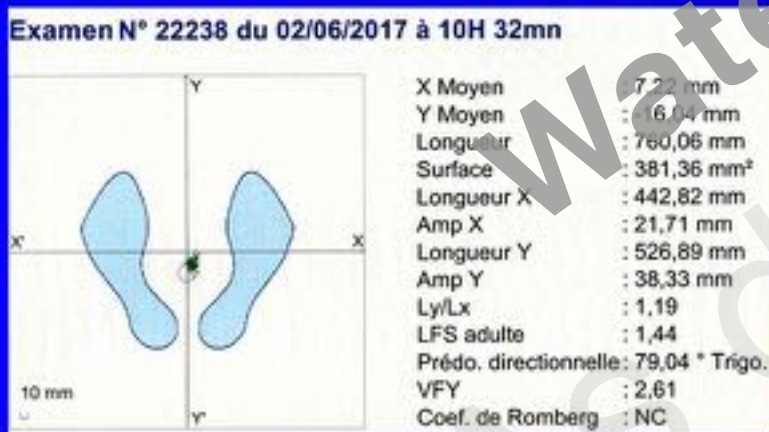 Examen N° 22238 du 02/06/2017 à 10H 32mn
Y
X'
X
10 mm
Y'
X Moyen : 7,22 mm
Y Moyen : -16,04 mm
Longueur : 760,06 mm
Surface : 381,36 mm²
Longueur X : 442,82 mm
Amp X : 21,71 mm
Longueur Y : 526,89 mm
Amp Y : 38,33 mm
Ly/Lx : 1,19
LFS adulte : 1,44
Prédo. directionnelle : 79,04 ° Trigo.
VFY : 2,61
Coef. de Romberg : NC